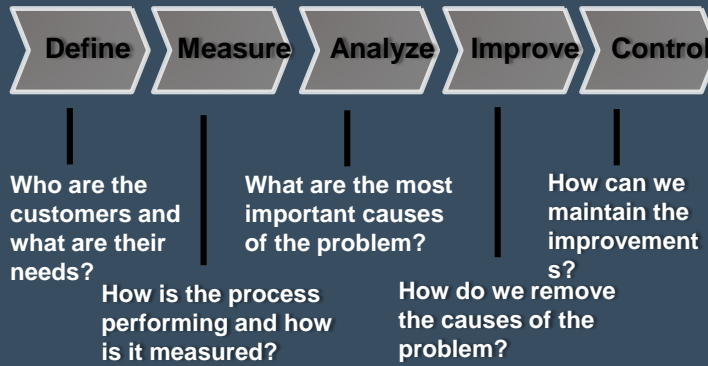 Define
Measure
Analyze
Improve
Control
Who are the
customers and
what are their
needs?
How is the process
performing and how
is it measured?
What are the most
important causes
of the problem?
How do we remove
the causes of the
problem?
How can we
maintain the
improvement
s?